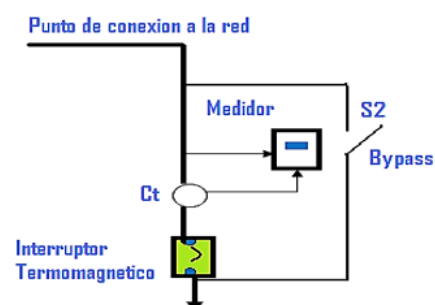 Punto de conexion a la red
Medidor
S2
Bypass
Ct
Interruptor
Termomagnetico